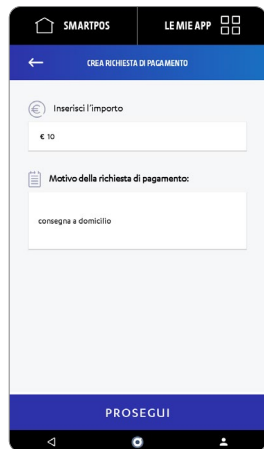 SMARTPOS LE MIE APP
CREA RICHIESTA DI PAGAMENTO
Inserisci l'importo
€ 10
Motivo della richiesta di pagamento:
consegna a domicilio
PROSEGUI